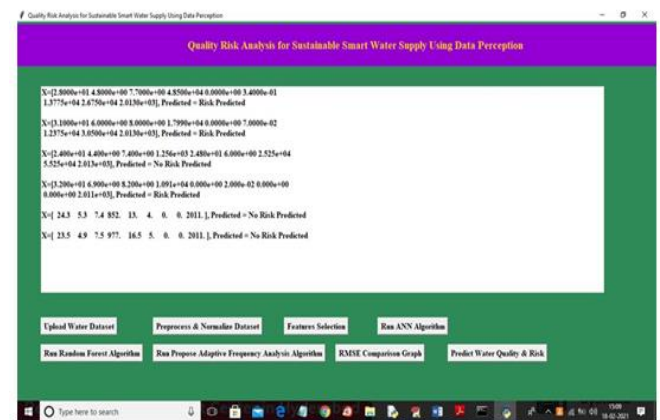 Quality Risk Analysis for Sustainable Smart Water Supply Using Data Perception
Quality Risk Analysis for Sustainable Smart Water Supply Using Data Perception
X=[2.8000e+01 4.8000e+00 7.7000e+00 4.8500e+04 0.0000e+00 3.4000e-01
1.3775e+04 2.6750e+04 2.0130e+03], Predicted = Risk Predicted
X=[3.1000e+01 6.0000e+00 8.0000e+00 1.7990e+04 0.0000e+00 7.0000e-02
1.2375e+04 3.0500e+04 2.0130e+03], Predicted = Risk Predicted
X=[2.400e+01 4.400e+00 7.400e+00 1.256e+03 2.480e+01 6.000e+00 2.525e+04
5.525e+04 2.013e+03], Predicted = No Risk Predicted
X=[3.200e+01 6.900e+00 8.200e+00 1.091e+04 0.000e+00 2.000e-02 0.000e+00
0.000e+00 2.011e+03], Predicted = Risk Predicted
X=[ 24.3 5.3 7.4 852. 13. 4. 0. 0. 2011. ], Predicted = No Risk Predicted
X=[ 23.5 4.9 7.5 977. 16.5 5. 0. 0. 2011. ], Predicted = No Risk Predicted
Upload Water Dataset Preprocess & Normalize Dataset Features Selection Run ANN Algorithm
Run Random Forest Algorithm Run Propose Adaptive Frequency Analysis Algorithm RMSE Comparison Graph Predict Water Quality & Risk
Type here to search 15:09
18-02-2021